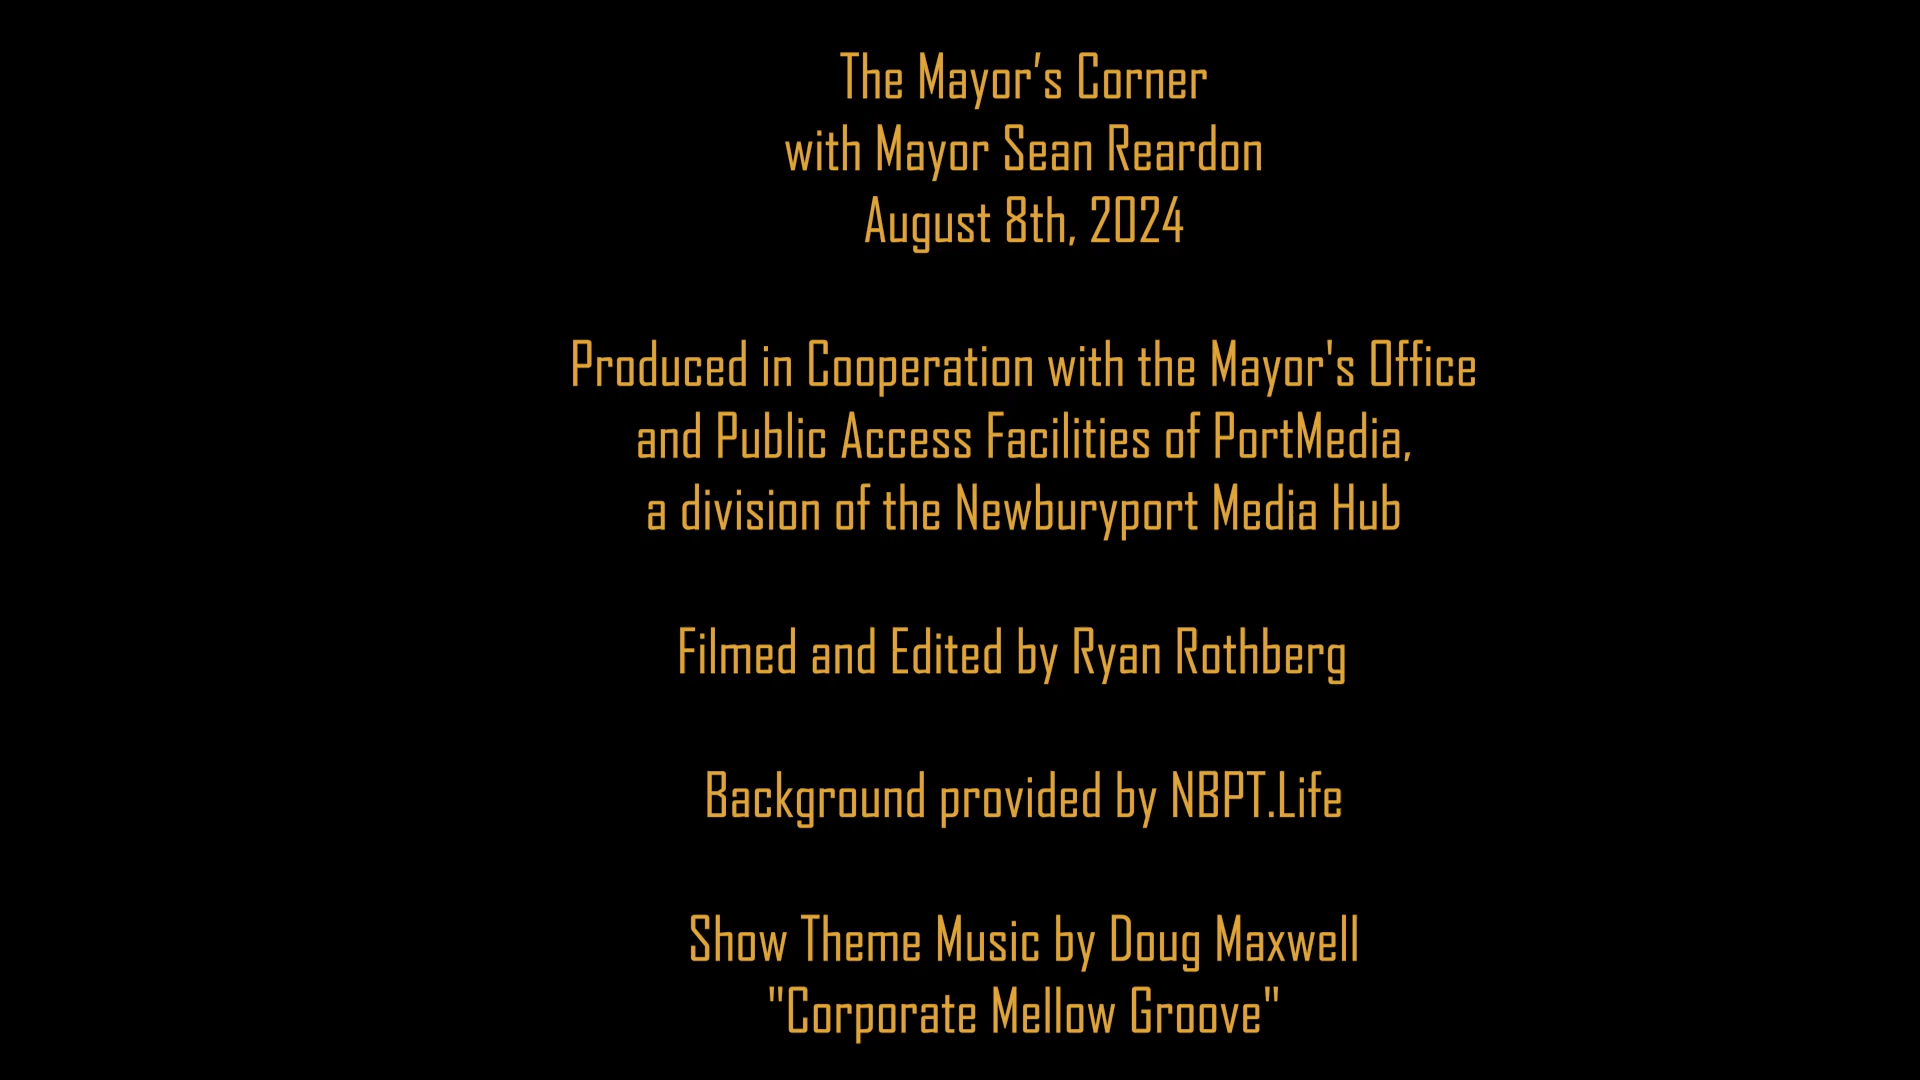 The Mayor’s Corner
with Mayor Sean Reardon
August 8th, 2024
Produced in Cooperation with the Mayor's Office
and Public Access Facilities of PortMedia,
a division of the Newburyport Media Hub
Filmed and Edited by Ryan Rothberg
Background provided by NBPT.Life
Show Theme Music by Doug Maxwell
"Corporate Mellow Groove"